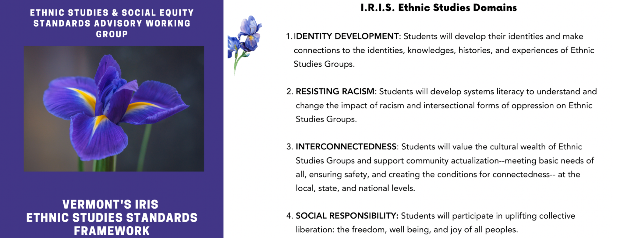 ETHNIC STUDIES & SOCIAL EQUITY
STANDARDS ADVISORY WORKING
GROUP
VERMONT'S IRIS
ETHNIC STUDIES STANDARDS
FRAMEWORK
I.R.I.S. Ethnic Studies Domains
1. IDENTITY DEVELOPMENT: Students will develop their identities and make
connections to the identities, knowledges, histories, and experiences of Ethnic
Studies Groups.
2. RESISTING RACISM: Students will develop systems literacy to understand and
change the impact of racism and intersectional forms of oppression on Ethnic
Studies Groups.
3. INTERCONNECTEDNESS: Students will value the cultural wealth of Ethnic
Studies Groups and support community actualization--meeting basic needs of
all, ensuring safety, and creating the conditions for connectedness-- at the
local, state, and national levels.
4. SOCIAL RESPONSIBILITY: Students will participate in uplifting collective
liberation: the freedom, well being, and joy of all peoples.